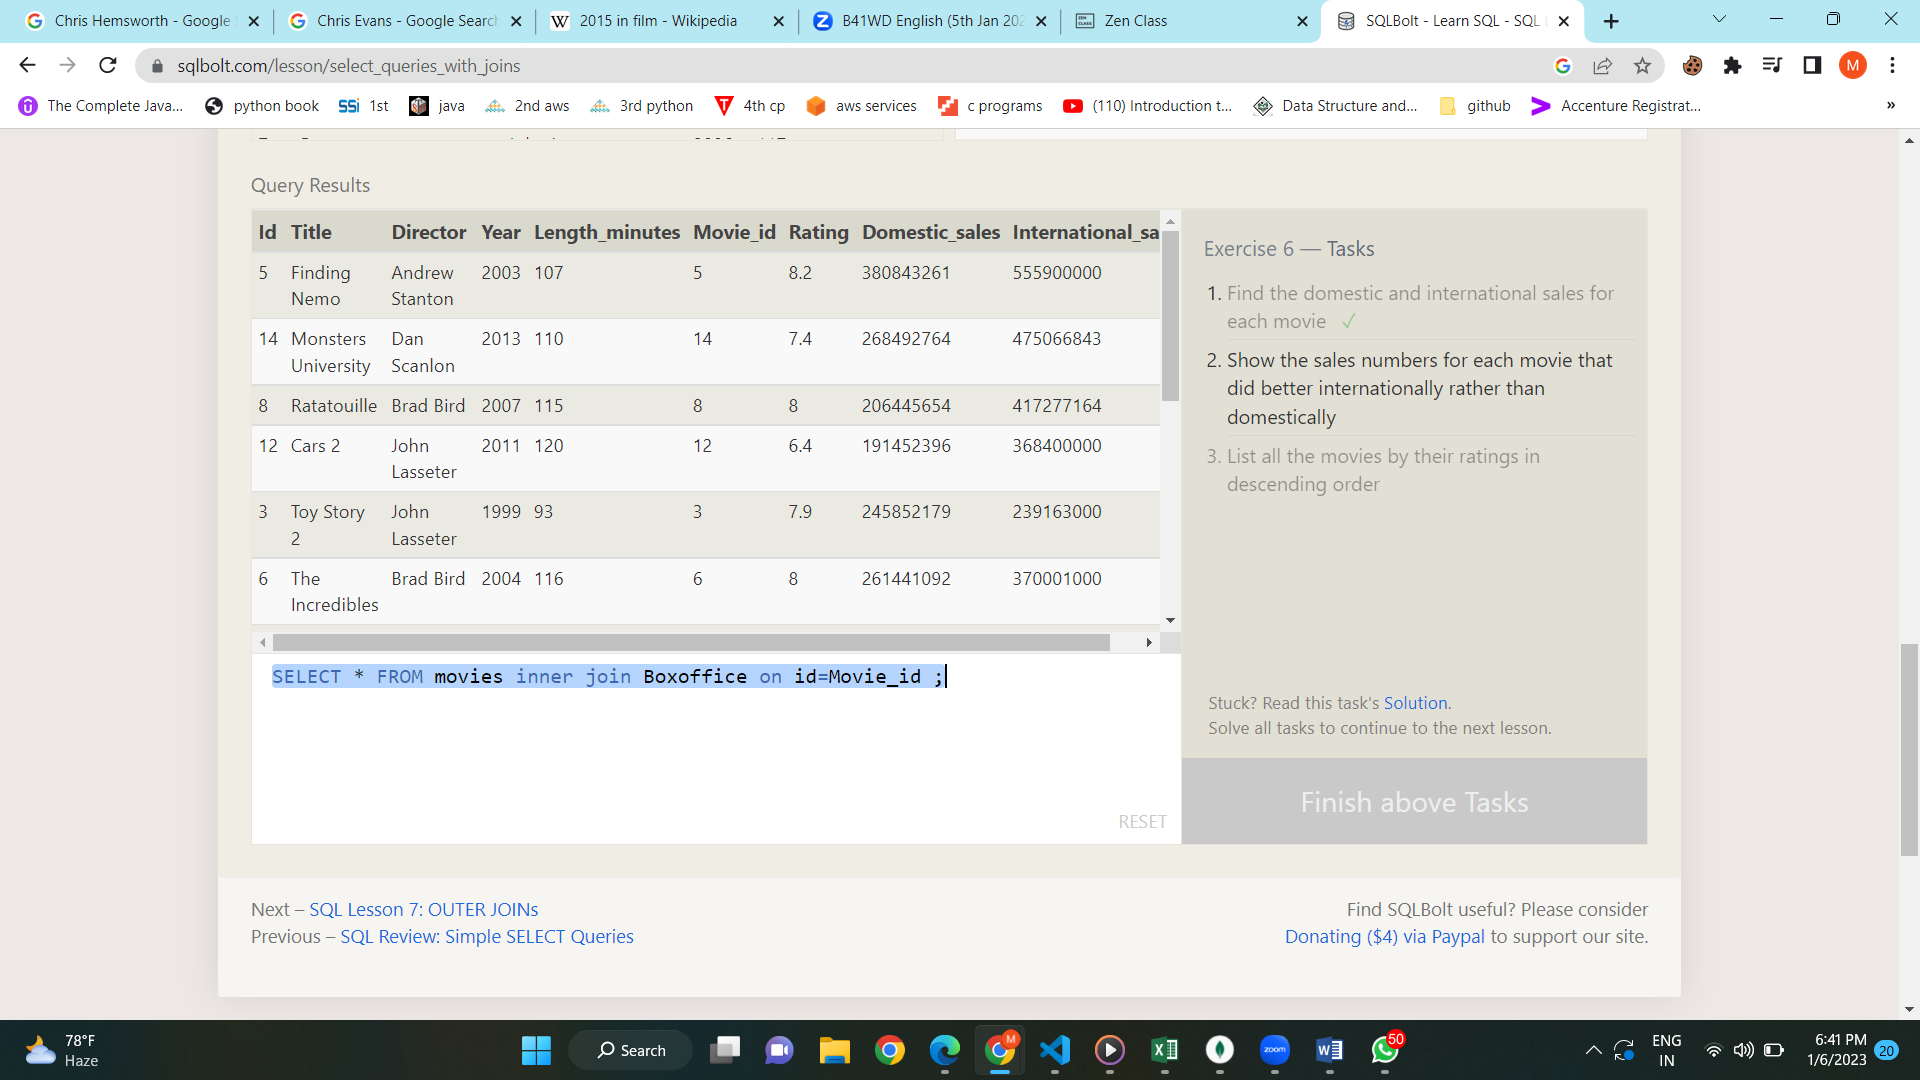 Chris Hemsworth - Google S
Chris Evans - Google Search
2015 in film - Wikipedia
B41WD English (5th Jan 202
Zen Class
SQLBolt - Learn SQL - SQL
sqlbolt.com/lesson/select_queries_with_joins
M
The Complete Java...
python book
SSi 1st
java
2nd aws
3rd python
4th cp
aws services
c programs
(110) Introduction t...
Data Structure and...
github
Accenture Registrat...
»
Query Results
Id Title Director Year Length_minutes Movie_id Rating Domestic_sales International_sa
5 Finding Nemo Andrew Stanton 2003 107 5 8.2 380843261 555900000
14 Monsters University Dan Scanlon 2013 110 14 7.4 268492764 475066843
8 Ratatouille Brad Bird 2007 115 8 8 206445654 417277164
12 Cars 2 John Lasseter 2011 120 12 6.4 191452396 368400000
3 Toy Story 2 John Lasseter 1999 93 3 7.9 245852179 239163000
6 The Incredibles Brad Bird 2004 116 6 8 261441092 370001000
SELECT * FROM movies inner join Boxoffice on id=Movie_id ;
RESET
Exercise 6 — Tasks
1. Find the domestic and international sales for
each movie ✓
2. Show the sales numbers for each movie that
did better internationally rather than
domestically
3. List all the movies by their ratings in
descending order
Stuck? Read this task's Solution.
Solve all tasks to continue to the next lesson.
Finish above Tasks
Next – SQL Lesson 7: OUTER JOINs
Previous – SQL Review: Simple SELECT Queries
Find SQLBolt useful? Please consider
Donating ($4) via Paypal to support our site.
78°F
Haze
Search
M
zoom
50
ENG
IN
6:41 PM
1/6/2023
20